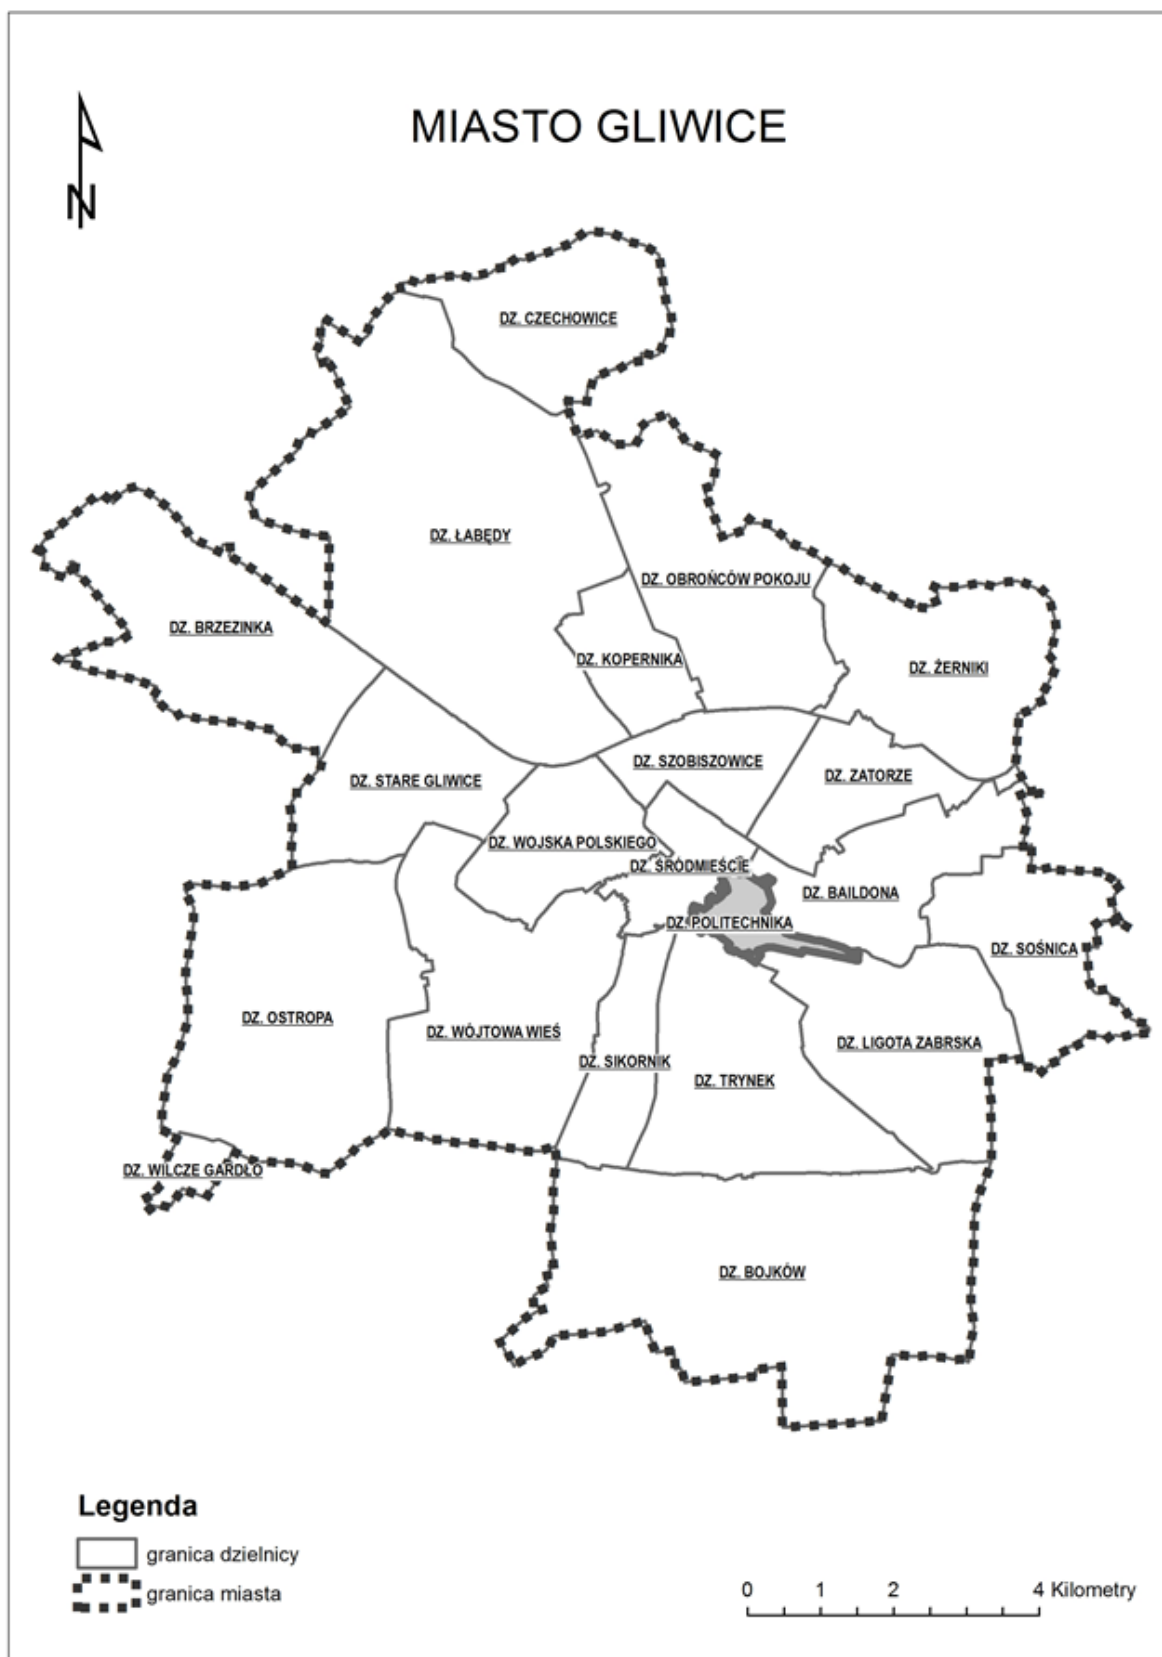 MIASTO GLIWICE
N
DZ. CZECHOWICE
DZ. ŁABĘDY
DZ. OBROŃCÓW POKOJU
DZ. BRZEZINKA
DZ. KOPERNIKA
DZ. ŻERNIKI
DZ. SZOBISZOWICE
DZ. STARE GLIWICE
DZ. ZATORZE
DZ. WOJSKA POLSKIEGO
DZ. ŚRÓDMIEŚCIE
DZ. BAILDONA
DZ. POLITECHNIKA
DZ. SOŚNICA
DZ. OSTROPA
DZ. WÓJTOWA WIEŚ
DZ. LIGOTA ZABRSKA
DZ. SIKORNIK
DZ. TRYNEK
DZ. WILCZE GARDŁO
DZ. BOJKÓW
Legenda
granica dzielnicy
granica miasta
0 1 2 4 Kilometry